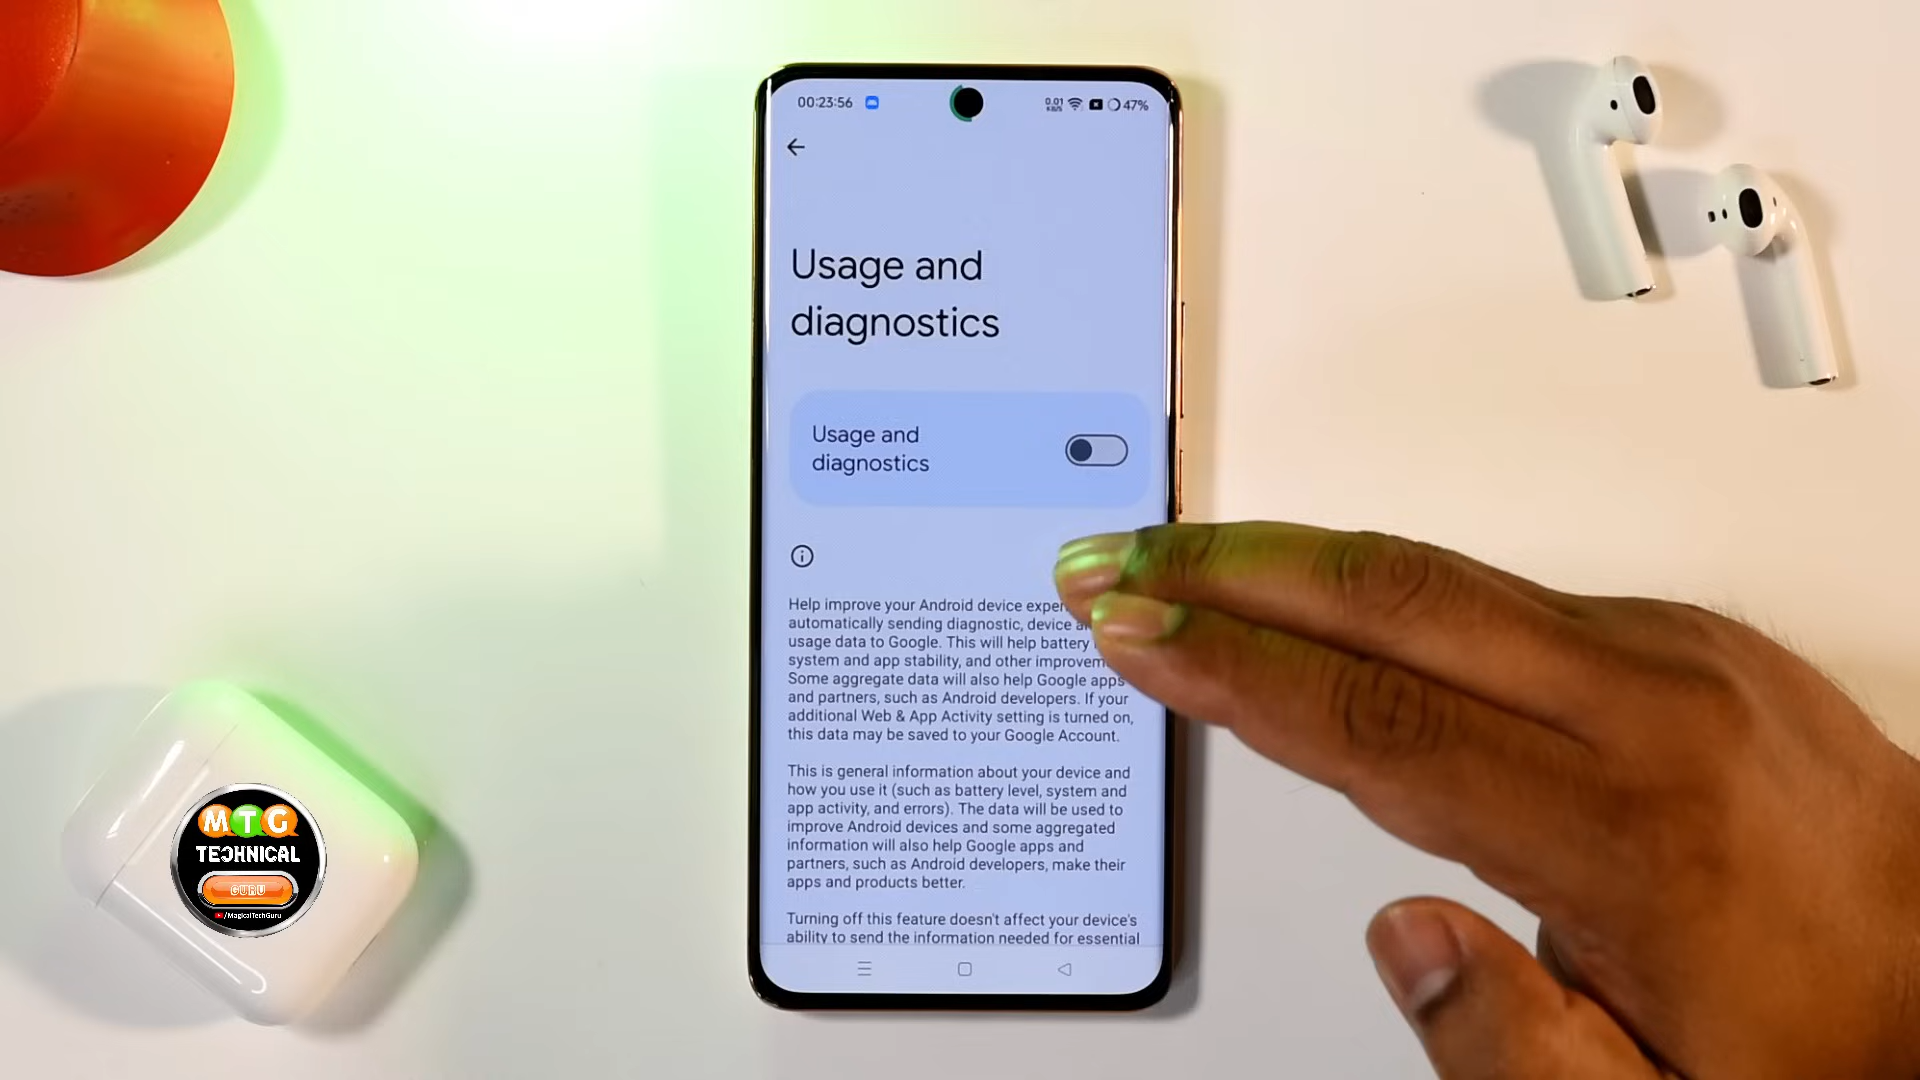 00:23:56
0.01
KB/S
47%
Usage and
diagnostics
Usage and
diagnostics
Help improve your Android device
automatically sending diagnostic, device
usage data to Google. This will help battery
system and app stability, and other
Some aggregate data will also help Google apps
and partners, such as Android developers. If your
additional Web & App Activity setting is turned on,
this data may be saved to your Google Account.
This is general information about your device and
how you use it (such as battery level, system and
app activity, and errors). The data will be used to
improve Android devices and some aggregated
information will also help Google apps and
partners, such as Android developers, make their
apps and products better.
Turning off this feature doesn't affect your device's
ability to send the information needed for essential
MTG
TECHNICAL
GURU
/MagicalTechGuru